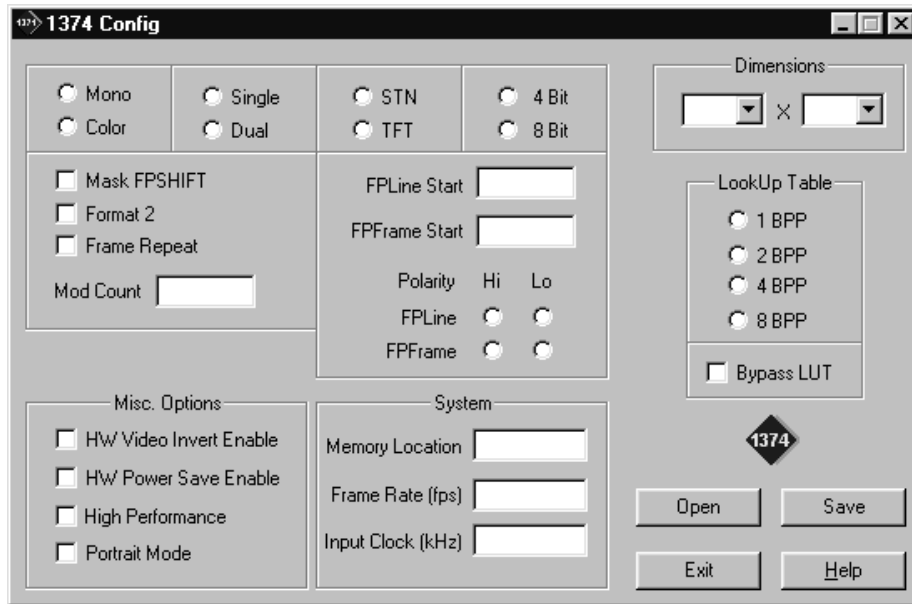 1374 1374 Config
Mono
Color
Single
Dual
STN
TFT
4 Bit
8 Bit
Mask FPSHIFT
Format 2
Frame Repeat
Mod Count
FPLine Start
FPFrame Start
Polarity Hi Lo
FPLine
FPFrame
Dimensions
X
LookUp Table
1 BPP
2 BPP
4 BPP
8 BPP
Bypass LUT
Misc. Options
HW Video Invert Enable
HW Power Save Enable
High Performance
Portrait Mode
System
Memory Location
Frame Rate (fps)
Input Clock (kHz)
1374
Open
Save
Exit
Help